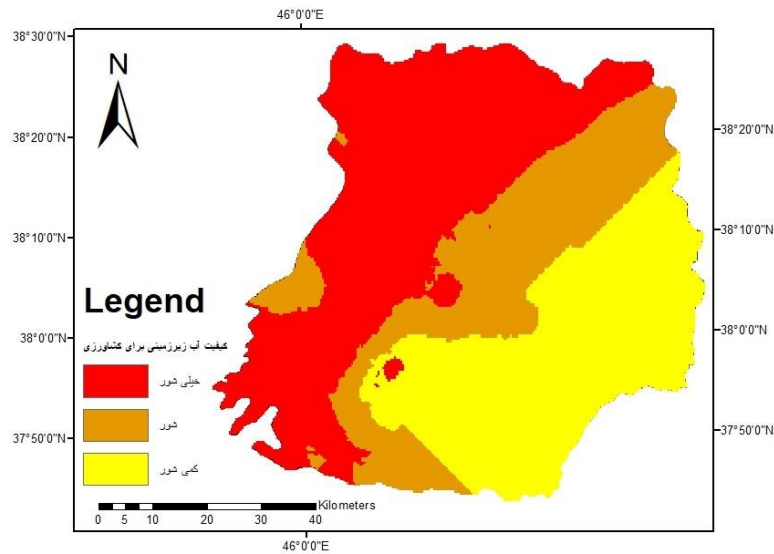 46°0'0"E
38°30'0"N
N
38°20'0"N
38°20'0"N
38°10'0"N
38°10'0"N
Legend
38°0'0"N
38°0'0"N
کیفیت آب زیرزمینی برای کشاورزی
خیلی شور
شور
37°50'0"N
37°50'0"N
کمی شور
Kilometers
0 5 10 20 30 40
46°0'0"E